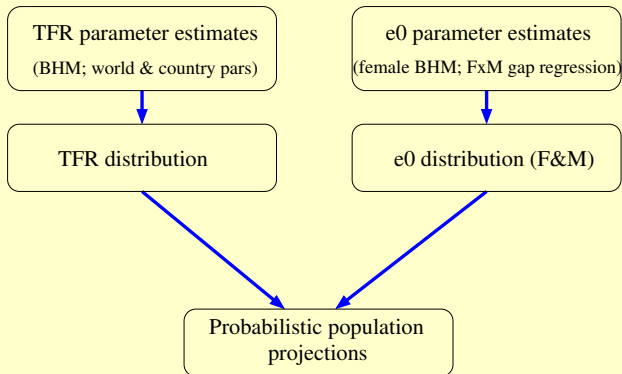 TFR parameter estimates
(BHM; world & country pars)
e0 parameter estimates
(female BHM; FxM gap regression)
TFR distribution
e0 distribution (F&M)
Probabilistic population
projections